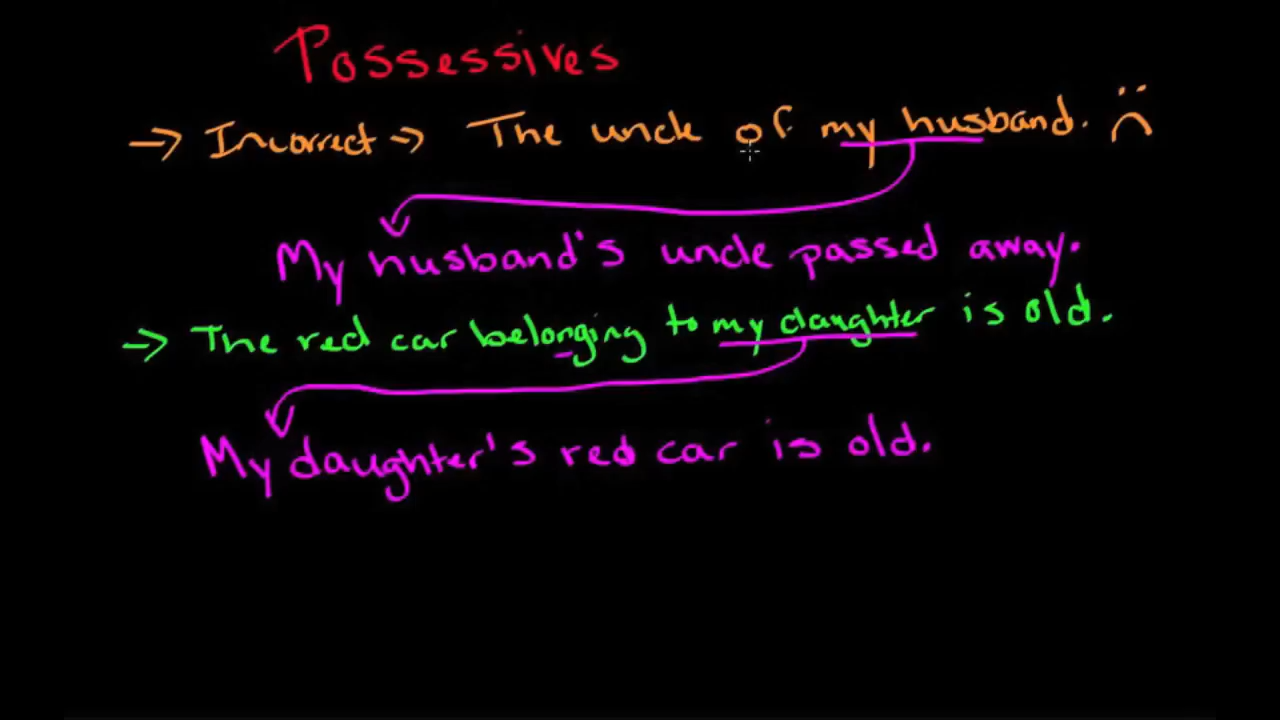 Possessives
→ Incorrect → The uncle of my husband. :(
My husband's uncle passed away.
→ The red car belonging to my daughter is old.
My daughter's red car is old.